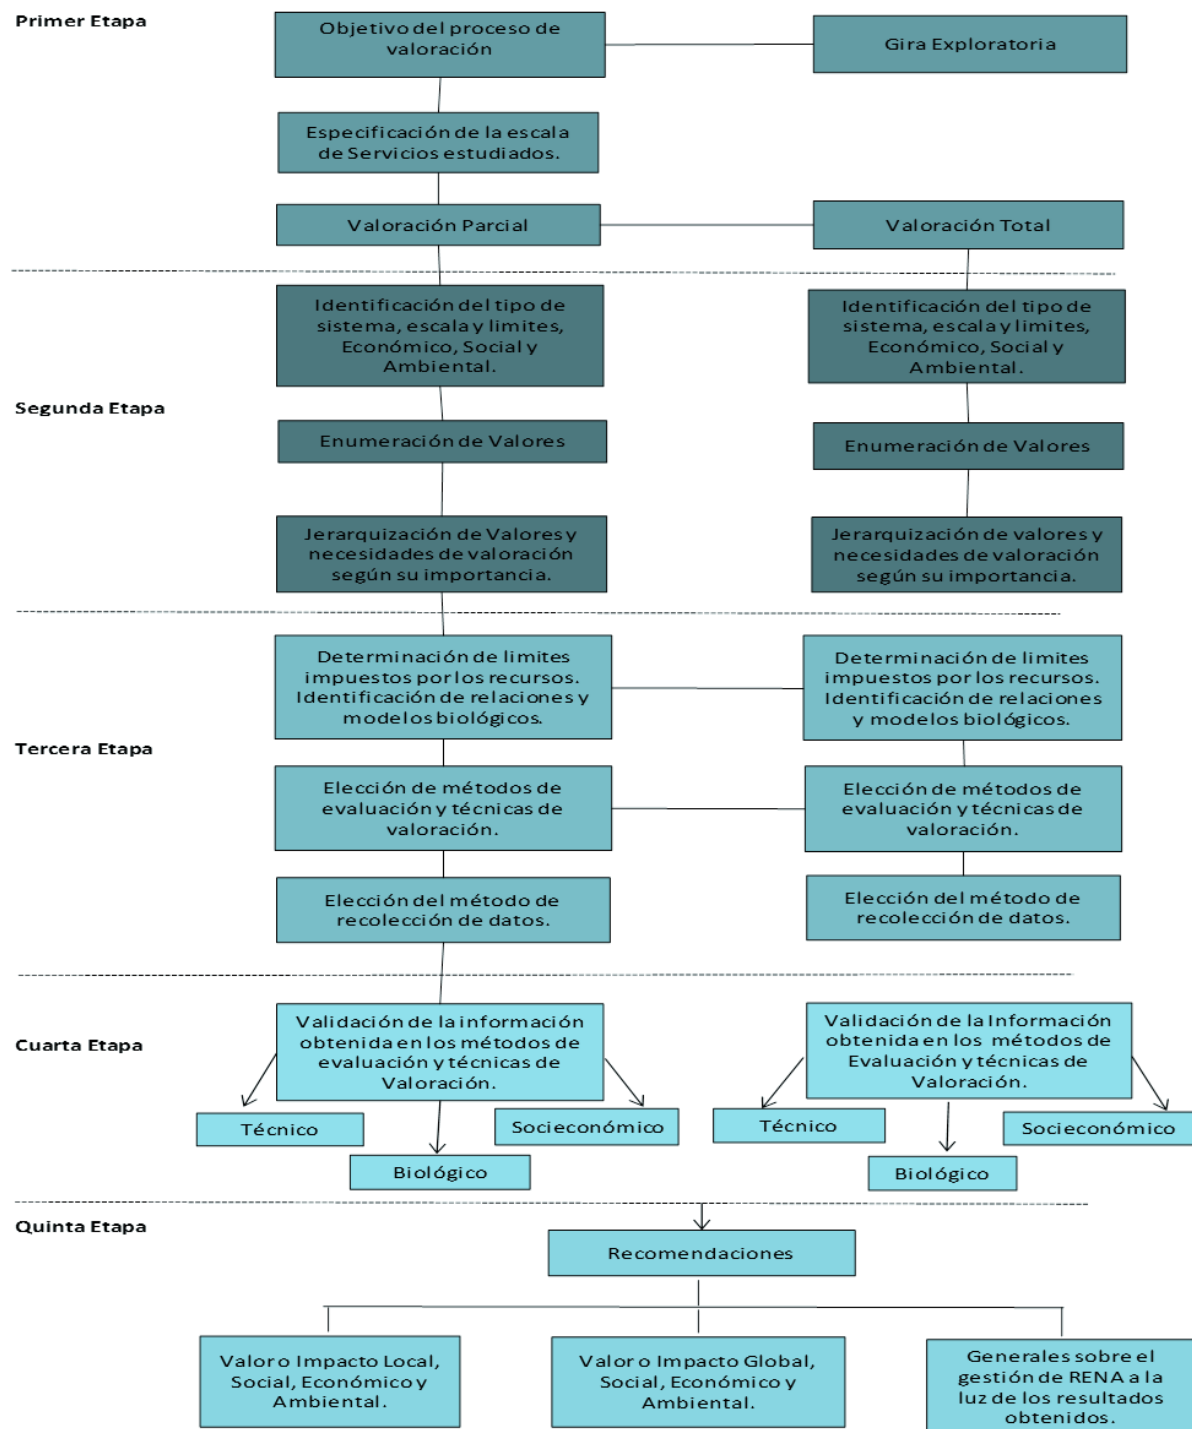 Primer Etapa
Objetivo del proceso de
valoración
Gira Exploratoria
Especificación de la escala
de Servicios estudiados.
Valoración Parcial
Valoración Total
Segunda Etapa
Identificación del tipo de
sistema, escala y limites,
Económico, Social y
Ambiental.
Identificación del tipo de
sistema, escala y limites,
Económico, Social y
Ambiental.
Enumeración de Valores
Enumeración de Valores
Jerarquización de Valores y
necesidades de valoración
según su importancia.
Jerarquización de valores y
necesidades de valoración
según su importancia.
Tercera Etapa
Determinación de limites
impuestos por los recursos.
Identificación de relaciones y
modelos biológicos.
Determinación de limites
impuestos por los recursos.
Identificación de relaciones
y modelos biológicos.
Elección de métodos de
evaluación y técnicas de
valoración.
Elección de métodos de
evaluación y técnicas de
valoración.
Elección del método de
recolección de datos.
Elección del método de
recolección de datos.
Cuarta Etapa
Validación de la información
obtenida en los métodos de
evaluación y técnicas de
Valoración.
Validación de la Información
obtenida en los métodos de
Evaluación y técnicas de
Valoración.
Técnico
Socieconómico
Biológico
Técnico
Socieconómico
Biológico
Quinta Etapa
Recomendaciones
Valor o Impacto Local,
Social, Económico y
Ambiental.
Valor o Impacto Global,
Social, Económico y
Ambiental.
Generales sobre el
gestión de RENA a la
luz de los resultados
obtenidos.